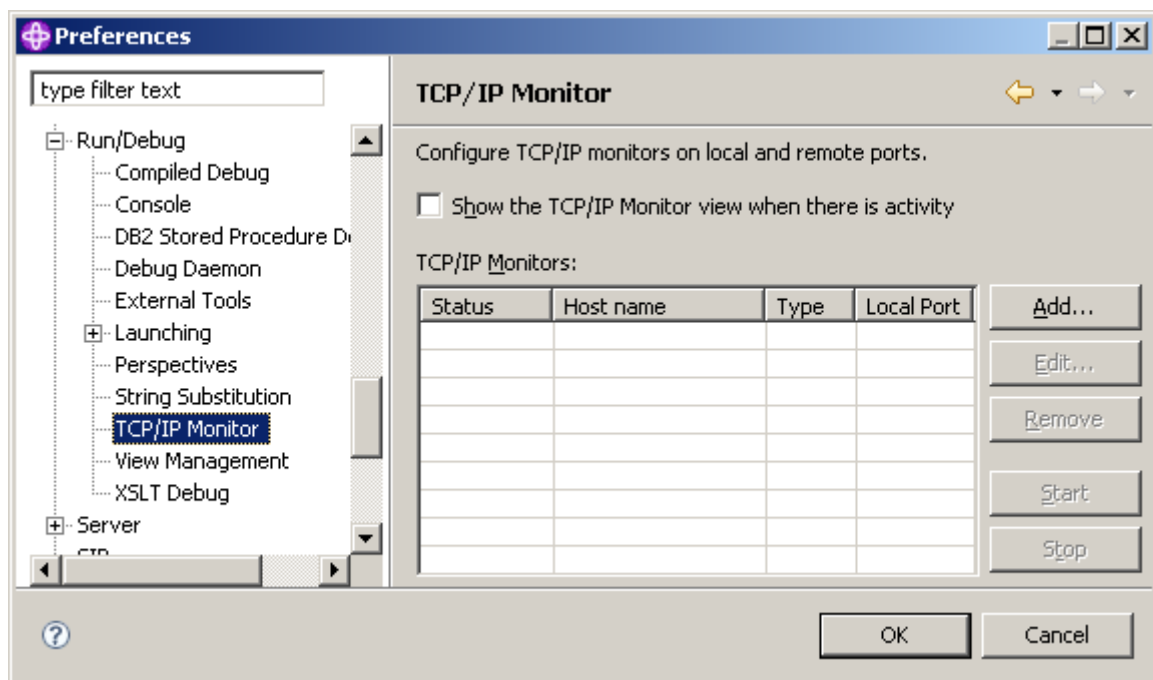 Preferences
type filter text
Run/Debug
Compiled Debug
Console
DB2 Stored Procedure
Debug Daemon
External Tools
Launching
Perspectives
String Substitution
TCP/IP Monitor
View Management
XSLT Debug
Server
TCP/IP Monitor
Configure TCP/IP monitors on local and remote ports.
Show the TCP/IP Monitor view when there is activity
TCP/IP Monitors:
Status Host name Type Local Port
Add...
Edit...
Remove
Start
Stop
OK Cancel